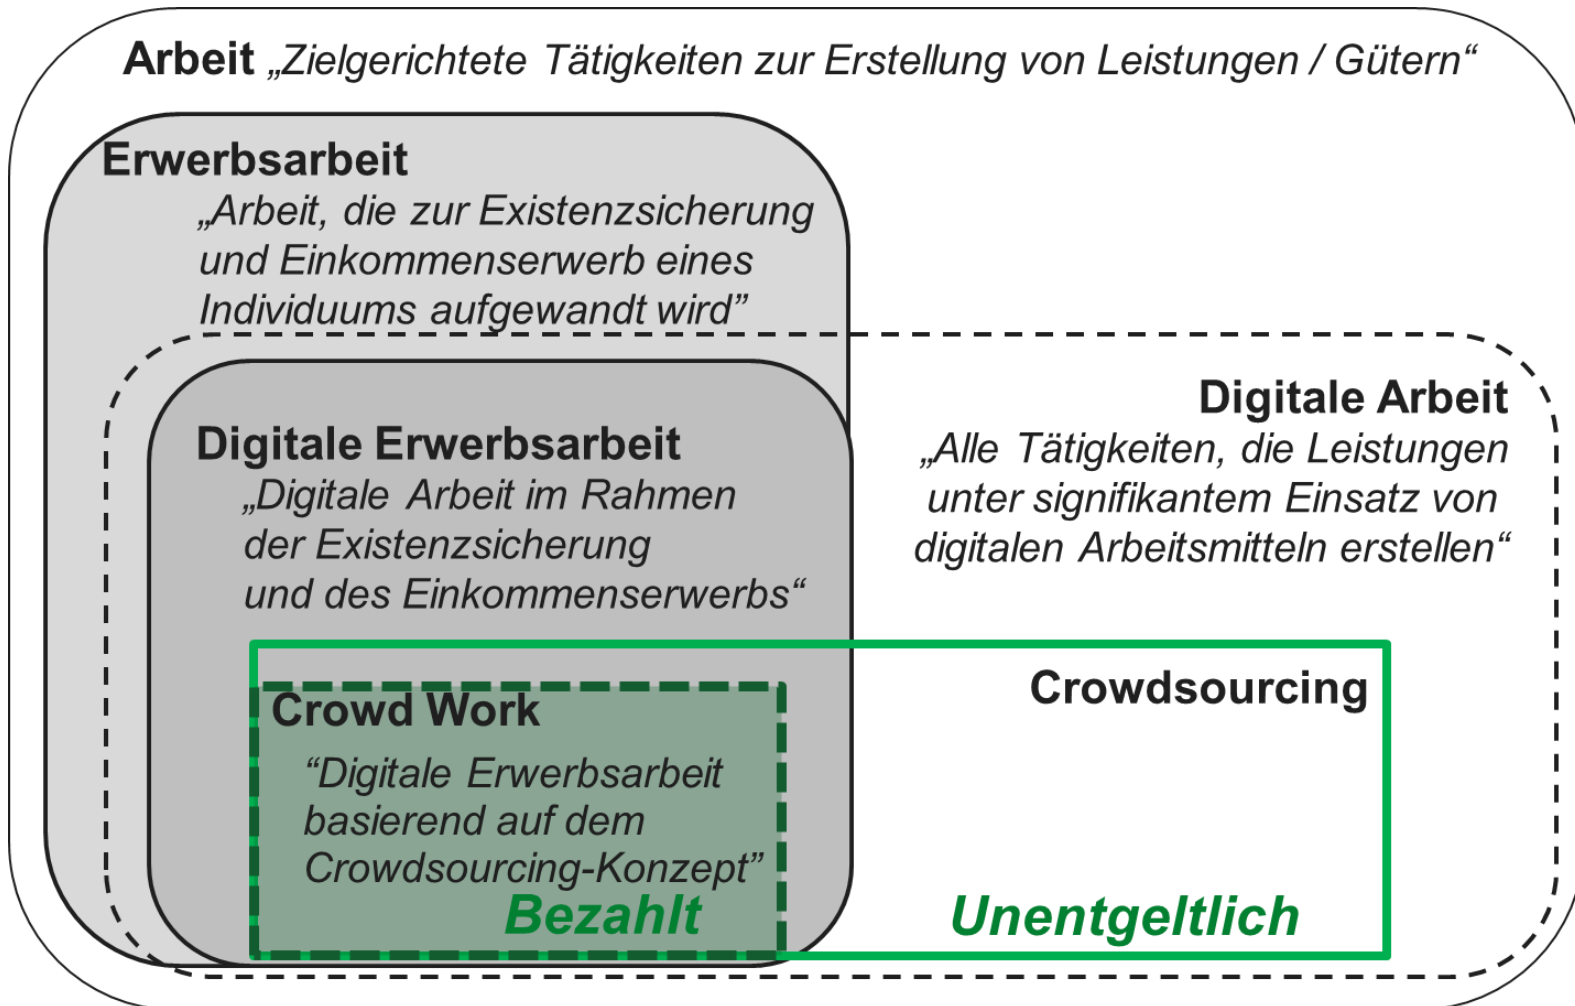 Arbeit „Zielgerichtete Tätigkeiten zur Erstellung von Leistungen / Gütern“
Erwerbsarbeit
„Arbeit, die zur Existenzsicherung
und Einkommenserwerb eines
Individuums aufgewandt wird”
Digitale Arbeit
„Alle Tätigkeiten, die Leistungen
unter signifikantem Einsatz von
digitalen Arbeitsmitteln erstellen“
Digitale Erwerbsarbeit
„Digitale Arbeit im Rahmen
der Existenzsicherung
und des Einkommenserwerbs“
Crowdsourcing
Crowd Work
“Digitale Erwerbsarbeit
basierend auf dem
Crowdsourcing-Konzept”
Bezahlt
Unentgeltlich